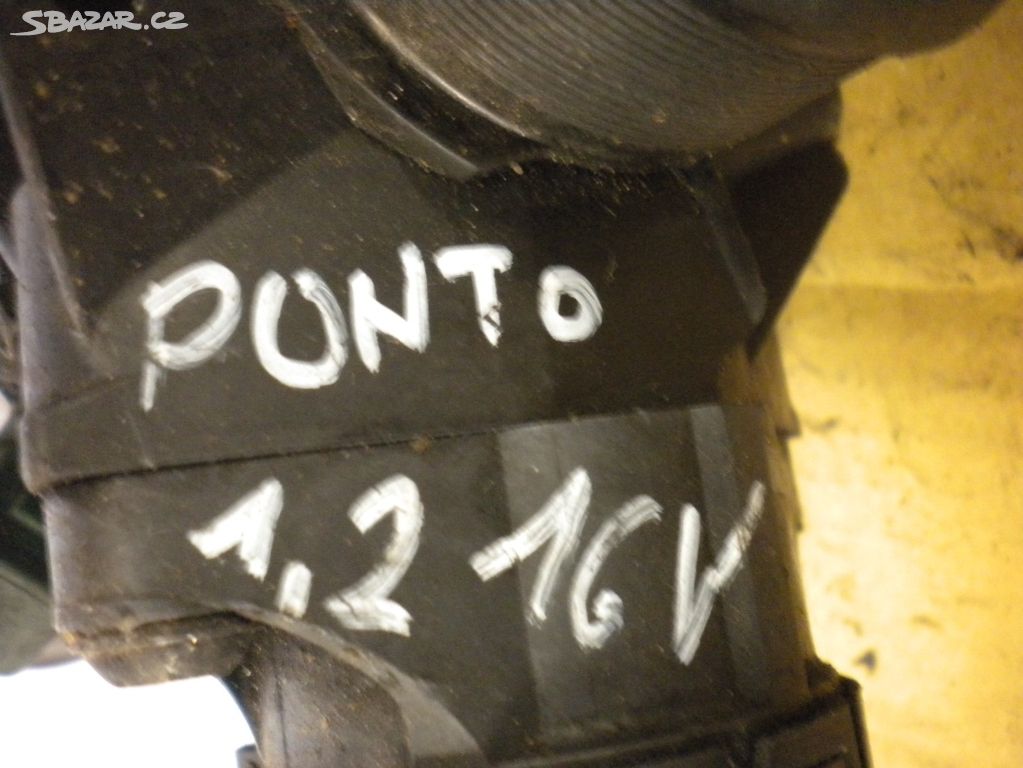 SBAZAR.CZ
PUNTO
1,2 16V